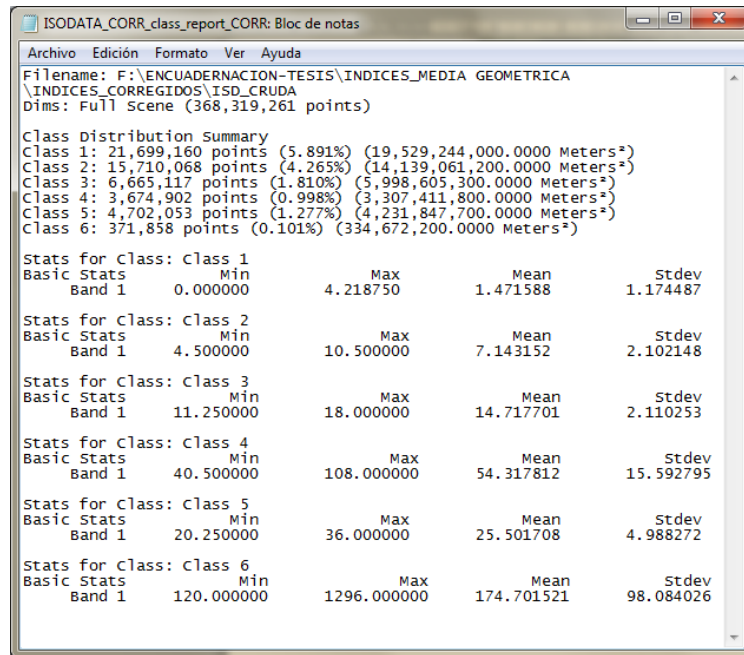 ISODATA_CORR_class_report_CORR: Bloc de notas
Archivo Edición Formato Ver Ayuda
Filename: F:\ENCUADERNACION-TESIS\INDICES_MEDIA GEOMETRICA
\INDICES_CORREGIDOS\ISD_CRUDA
Dims: Full Scene (368,319,261 points)
Class Distribution Summary
Class 1: 21,699,160 points (5.891%) (19,529,244,000.0000 Meters²)
Class 2: 15,710,068 points (4.265%) (14,139,061,200.0000 Meters²)
Class 3: 6,665,117 points (1.810%) (5,998,605,300.0000 Meters²)
Class 4: 3,674,902 points (0.998%) (3,307,411,800.0000 Meters²)
Class 5: 4,702,053 points (1.277%) (4,231,847,700.0000 Meters²)
Class 6: 371,858 points (0.101%) (334,672,200.0000 Meters²)
Stats for Class: Class 1
Basic Stats Min Max Mean Stdev
Band 1 0.000000 4.218750 1.471588 1.174487
Stats for Class: Class 2
Basic Stats Min Max Mean Stdev
Band 1 4.500000 10.500000 7.143152 2.102148
Stats for Class: Class 3
Basic Stats Min Max Mean Stdev
Band 1 11.250000 18.000000 14.717701 2.110253
Stats for Class: Class 4
Basic Stats Min Max Mean Stdev
Band 1 40.500000 108.000000 54.317812 15.592795
Stats for Class: Class 5
Basic Stats Min Max Mean Stdev
Band 1 20.250000 36.000000 25.501708 4.988272
Stats for Class: Class 6
Basic Stats Min Max Mean Stdev
Band 1 120.000000 1296.000000 174.701521 98.084026